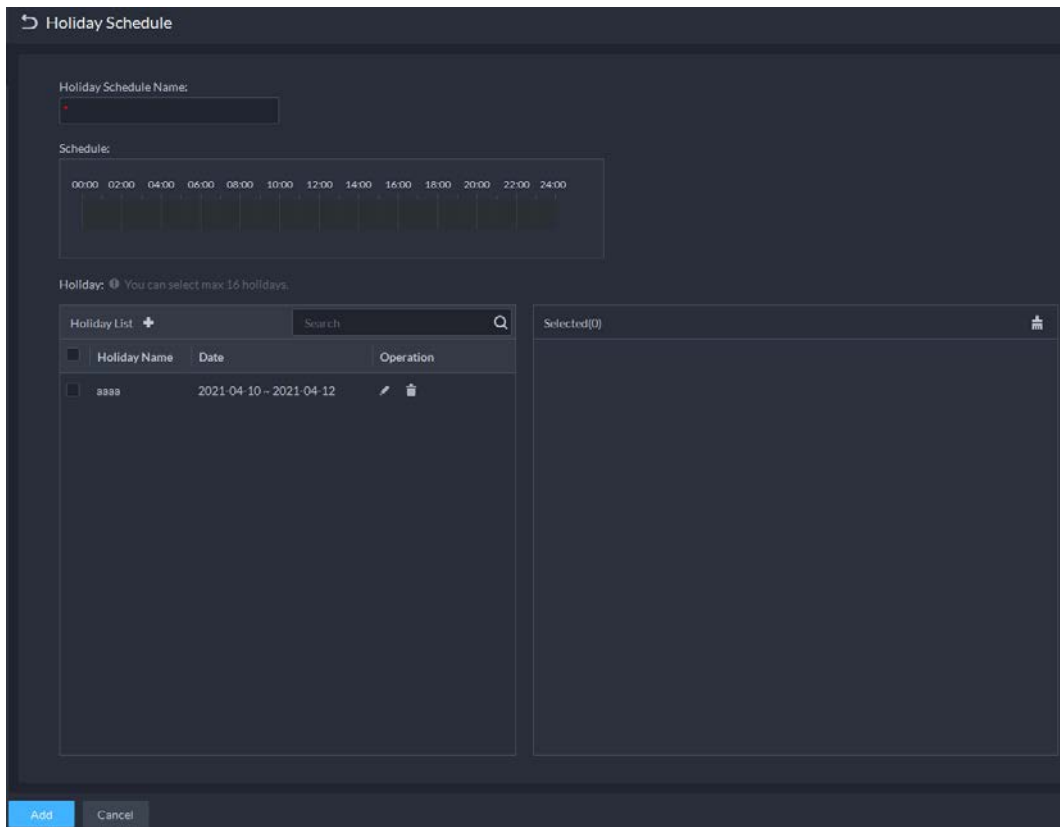 Holiday Schedule
Holiday Schedule Name:
*
Schedule:
00:00 02:00 04:00 06:00 08:00 10:00 12:00 14:00 16:00 18:00 20:00 22:00 24:00
Holiday: You can select max 16 holidays.
Holiday List Search
Holiday Name Date Operation
aaaa 2021-04-10 ~ 2021-04-12
Selected(0)
Add Cancel